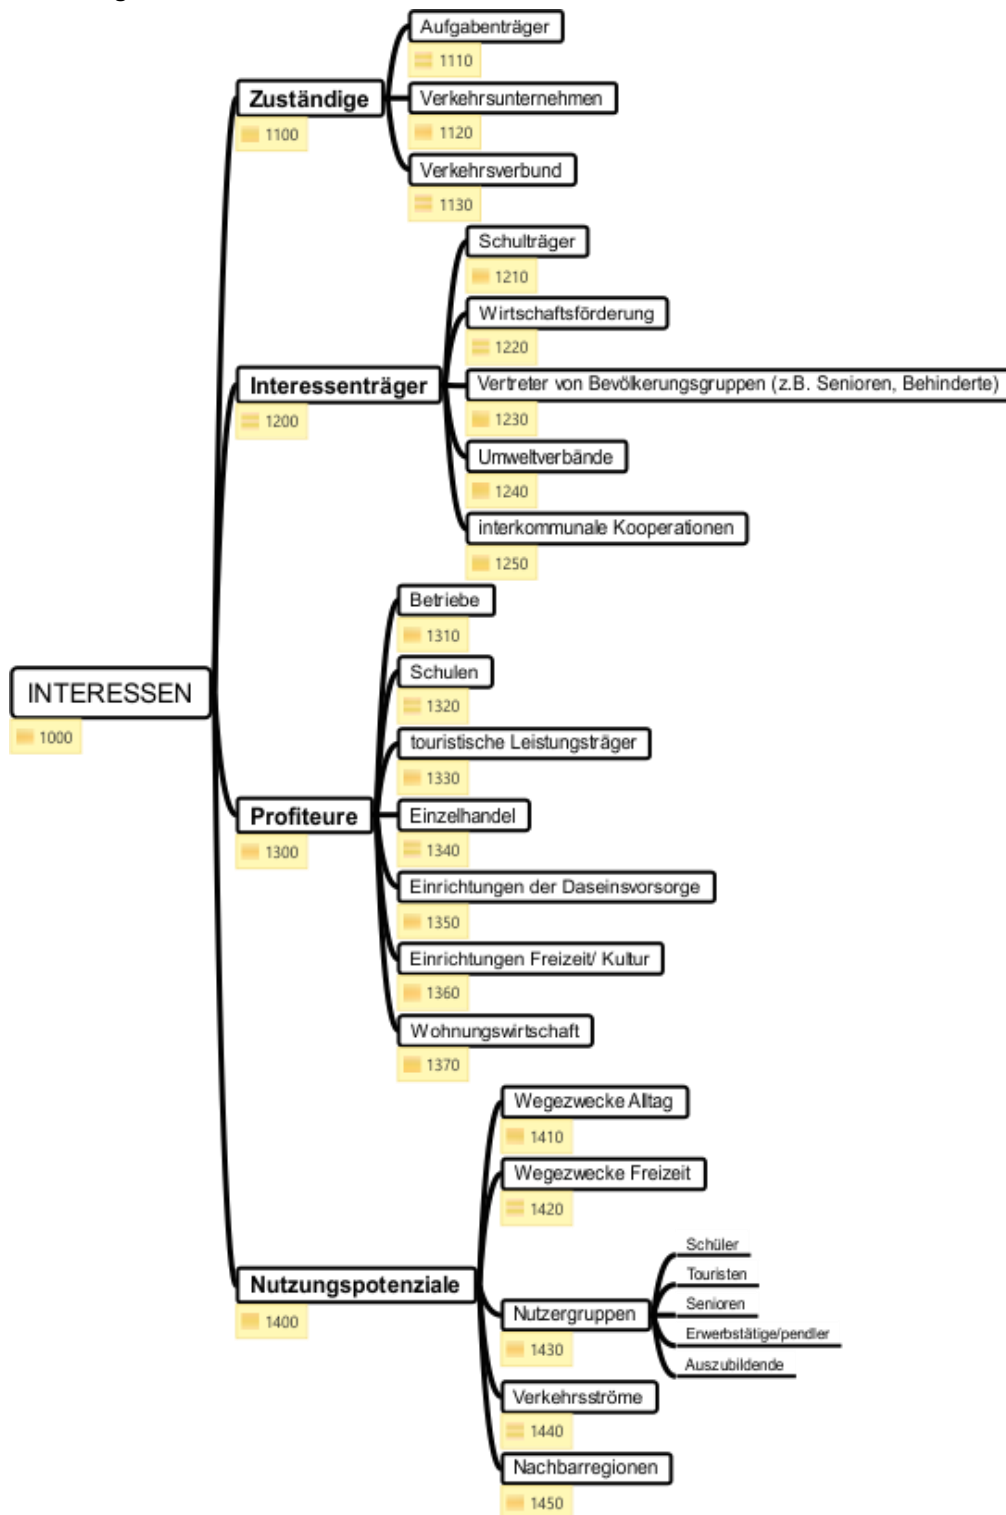 Aufgabenträger
1110
Zuständige
Verkehrsunternehmen
1100
1120
Verkehrsverbund
1130
Schulträger
1210
Wirtschaftsförderung
1220
Interessenträger
Vertreter von Bevölkerungsgruppen (z.B. Senioren, Behinderte)
1200
1230
Umweltverbände
1240
interkommunale Kooperationen
1250
Betriebe
1310
Schulen
INTERESSEN
1320
1000
touristische Leistungsträger
1330
Profiteure
Einzelhandel
1300
1340
Einrichtungen der Daseinsvorsorge
1350
Einrichtungen Freizeit/ Kultur
1360
Wohnungswirtschaft
1370
Wegezwecke Alltag
1410
Wegezwecke Freizeit
1420
Nutzungspotenziale
1400
Nutzergruppen
1430
Schüler
Touristen
Senioren
Erwerbstätige/pendler
Auszubildende
Verkehrsströme
1440
Nachbarregionen
1450